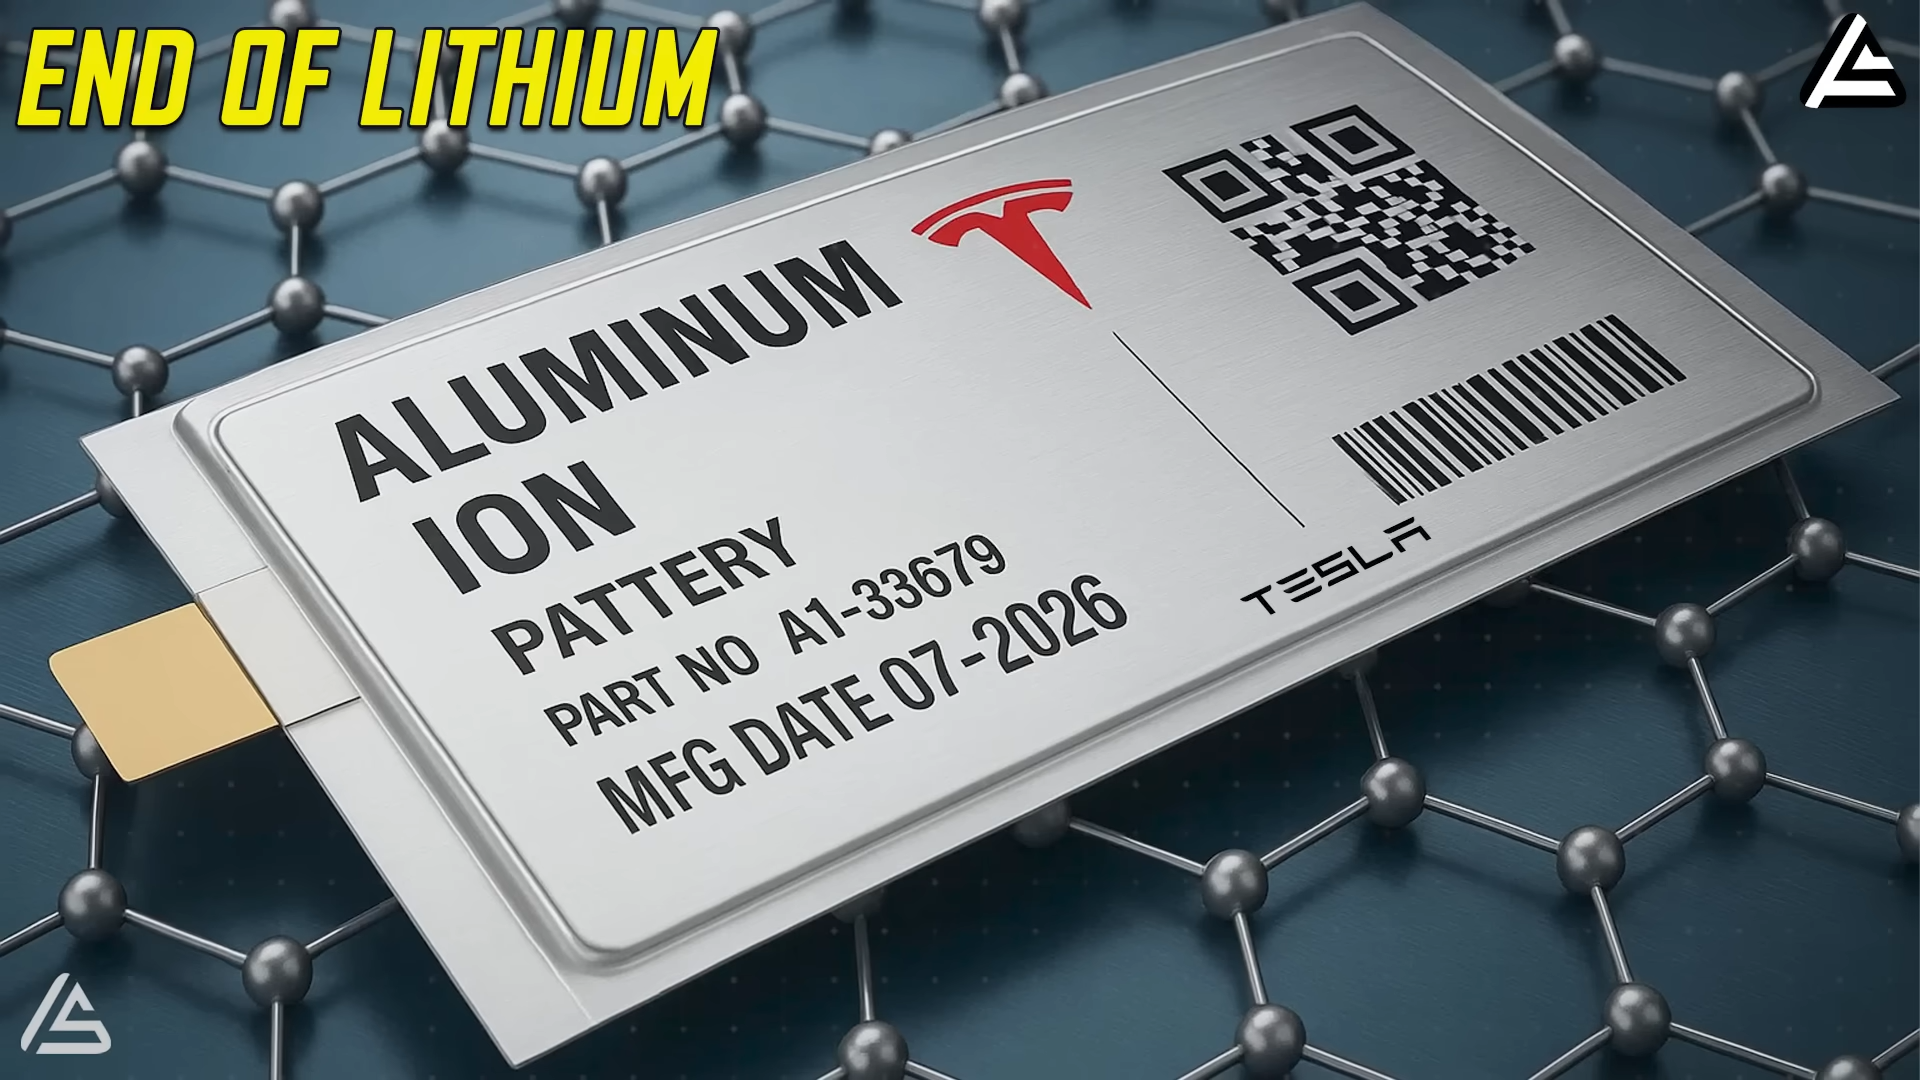 END OF LITHIUM
ALUMINUM
ION
PATTERY
PART NO A1-33679
MFG DATE 07-2026
TESLA